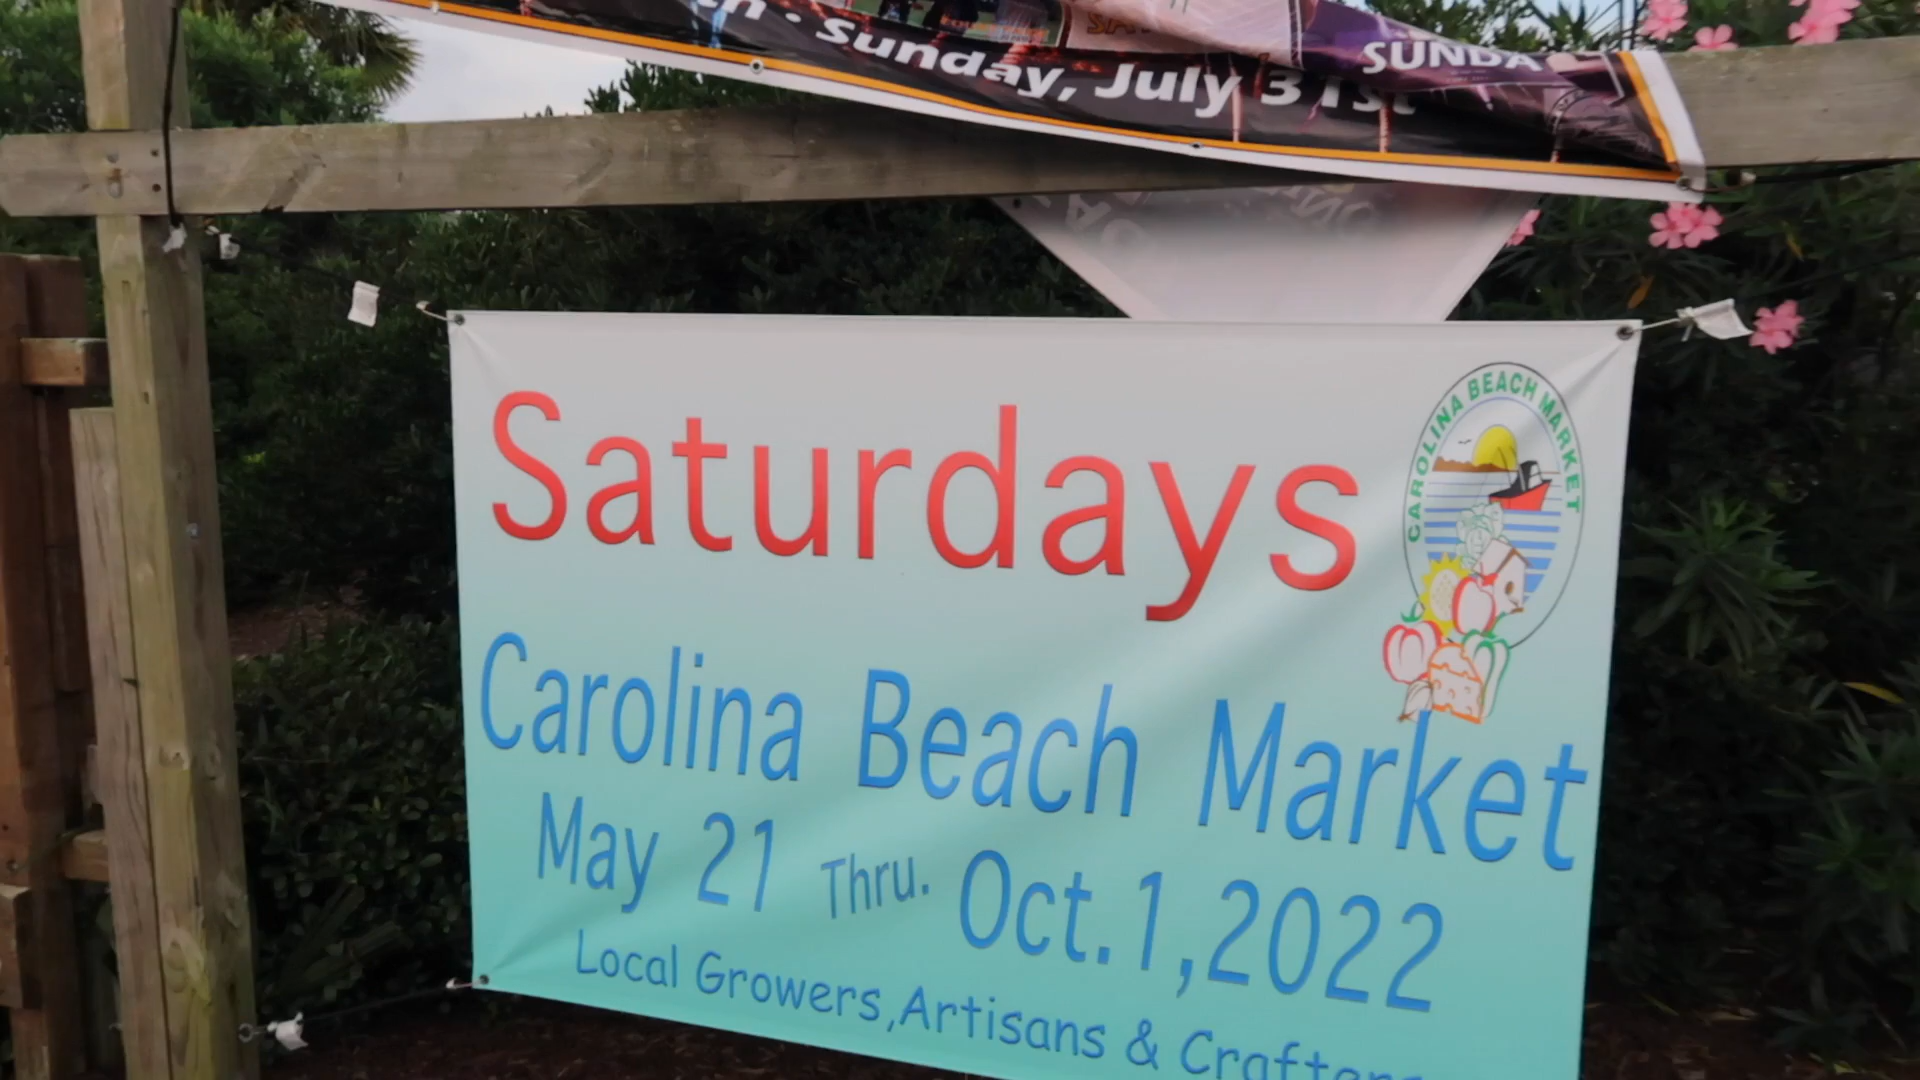 Sunday, July 31st
SUNDA
CAROLINA BEACH MARKET
Saturdays
Carolina Beach Market
May 21 Thru. Oct.1,2022
Local Growers,Artisans & Crafters